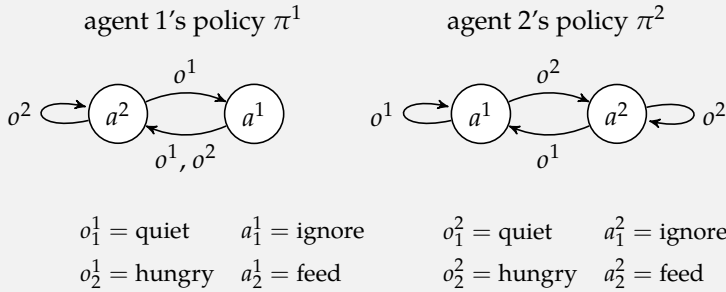 agent 1's policy π¹ agent 2's policy π²
o¹ o²
o² a² a¹ o¹ a¹ a² o²
o¹, o² o¹
o₁¹ = quiet a₁¹ = ignore o₁² = quiet a₁² = ignore
o₂¹ = hungry a₂¹ = feed o₂² = hungry a₂² = feed